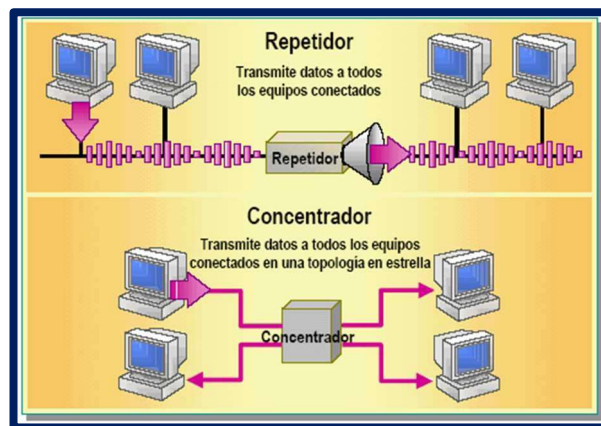 Repetidor
Transmite datos a todos
los equipos conectados
Repetidor
Concentrador
Transmite datos a todos los equipos
conectados en una topología en estrella
Concentrador